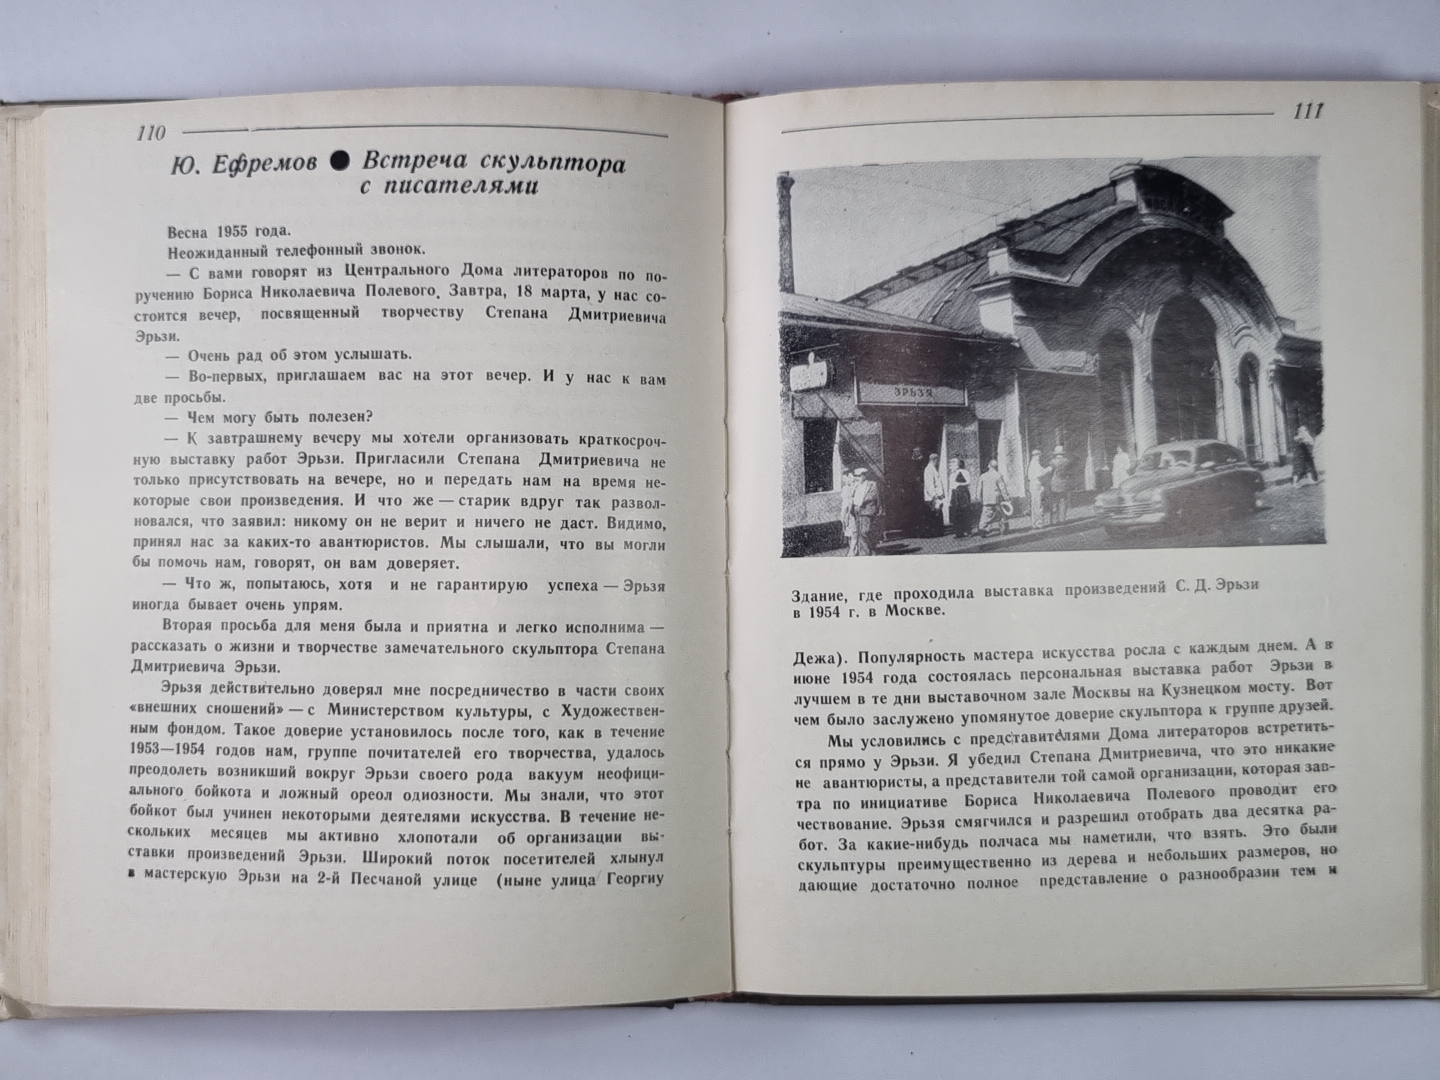 110
Ю. Ефремов ● Встреча скульптора
с писателями
Весна 1955 года.
Неожиданный телефонный звонок.
— С вами говорят из Центрального Дома литераторов по по-
ручению Бориса Николаевича Полевого. Завтра, 18 марта, у нас со-
стоится вечер, посвященный творчеству Степана Дмитриевича
Эрьзи.
— Очень рад об этом услышать.
— Во-первых, приглашаем вас на этот вечер. И у нас к вам
две просьбы.
— Чем могу быть полезен?
— К завтрашнему вечеру мы хотели организовать краткосроч-
ную выставку работ Эрьзи. Пригласили Степана Дмитриевича не
только присутствовать на вечере, но и передать нам на время не-
которые свои произведения. И что же — старик вдруг так развол-
новался, что заявил: никому он не верит и ничего не даст. Видимо,
принял нас за каких-то авантюристов. Мы слышали, что вы могли
бы помочь нам, говорят, он вам доверяет.
— Что ж, попытаюсь, хотя и не гарантирую успеха — Эрьзя
иногда бывает очень упрям.
Вторая просьба для меня была и приятна и легко исполнима —
рассказать о жизни и творчестве замечательного скульптора Степана
Дмитриевича Эрьзи.
Эрьзя действительно доверял мне посредничество в части своих
«внешних сношений» — с Министерством культуры, с Художествен-
ным фондом. Такое доверие установилось после того, как в течение
1953—1954 годов нам, группе почитателей его творчества, удалось
преодолеть возникший вокруг Эрьзи своего рода вакуум неофици-
ального бойкота и ложный ореол одиозности. Мы знали, что этот
бойкот был учинен некоторыми деятелями искусства. В течение не-
скольких месяцев мы активно хлопотали об организации вы-
ставки произведений Эрьзи. Широкий поток посетителей хлынул
в мастерскую Эрьзи на 2-й Песчаной улице (ныне улица Георгиу
111
ЭРЬЗЯ
Здание, где проходила выставка произведений С. Д. Эрьзи
в 1954 г. в Москве.
Дежа). Популярность мастера искусства росла с каждым днем. А в
июне 1954 года состоялась персональная выставка работ Эрьзи в
лучшем в те дни выставочном зале Москвы на Кузнецком мосту. Вот
чем было заслужено упомянутое доверие скульптора к группе друзей.
Мы условились с представителями Дома литераторов встретить-
ся прямо у Эрьзи. Я убедил Степана Дмитриевича, что это никакие
не авантюристы, а представители той самой организации, которая зав-
тра по инициативе Бориса Николаевича Полевого проводит его
чествование. Эрьзя смягчился и разрешил отобрать два десятка ра-
бот. За какие-нибудь полчаса мы наметили, что взять. Это были
скульптуры преимущественно из дерева и небольших размеров, но
дающие достаточно полное представление о разнообразии тем и